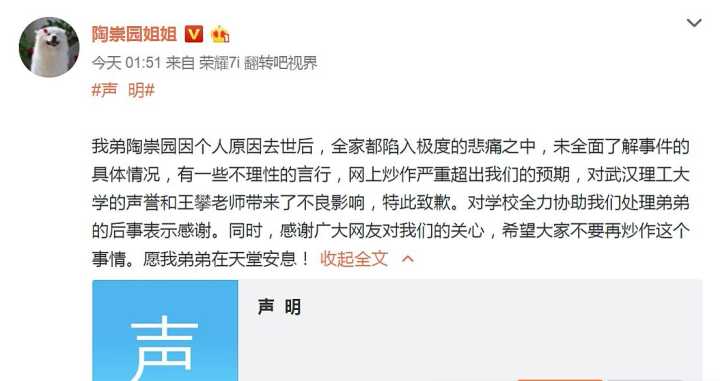 陶崇园姐姐
今天 01:51 来自 荣耀7i 翻转吧视界
#声 明#
我弟陶崇园因个人原因去世后，全家都陷入极度的悲痛之中，未全面了解事件的
具体情况，有一些不理性的言行，网上炒作严重超出我们的预期，对武汉理工大
学的声誉和王攀老师带来了不良影响，特此致歉。对学校全力协助我们处理弟弟
的后事表示感谢。同时，感谢广大网友对我们的关心，希望大家不要再炒作这个
事情。愿我弟弟在天堂安息！ 收起全文
声 明
声